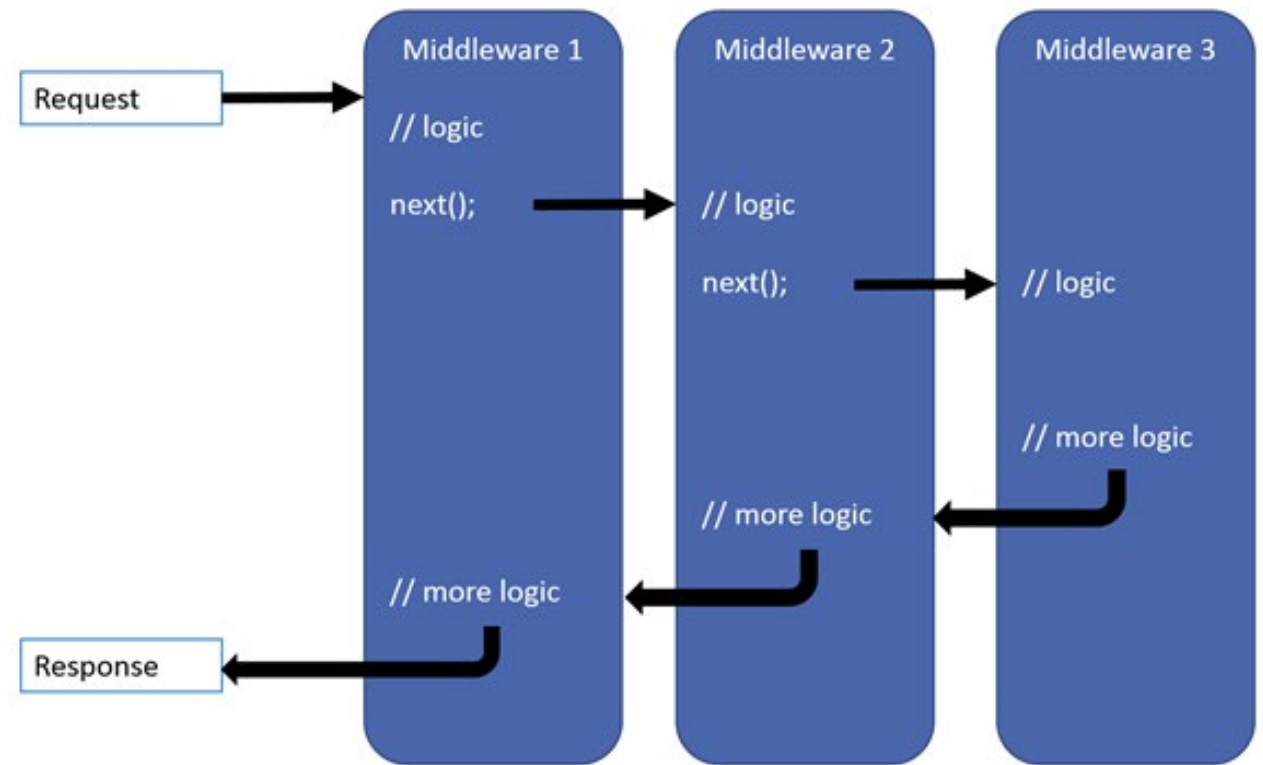 Middleware 1
Middleware 2
Middleware 3
Request
// logic
next();
// logic
next();
// logic
// more logic
// more logic
// more logic
Response